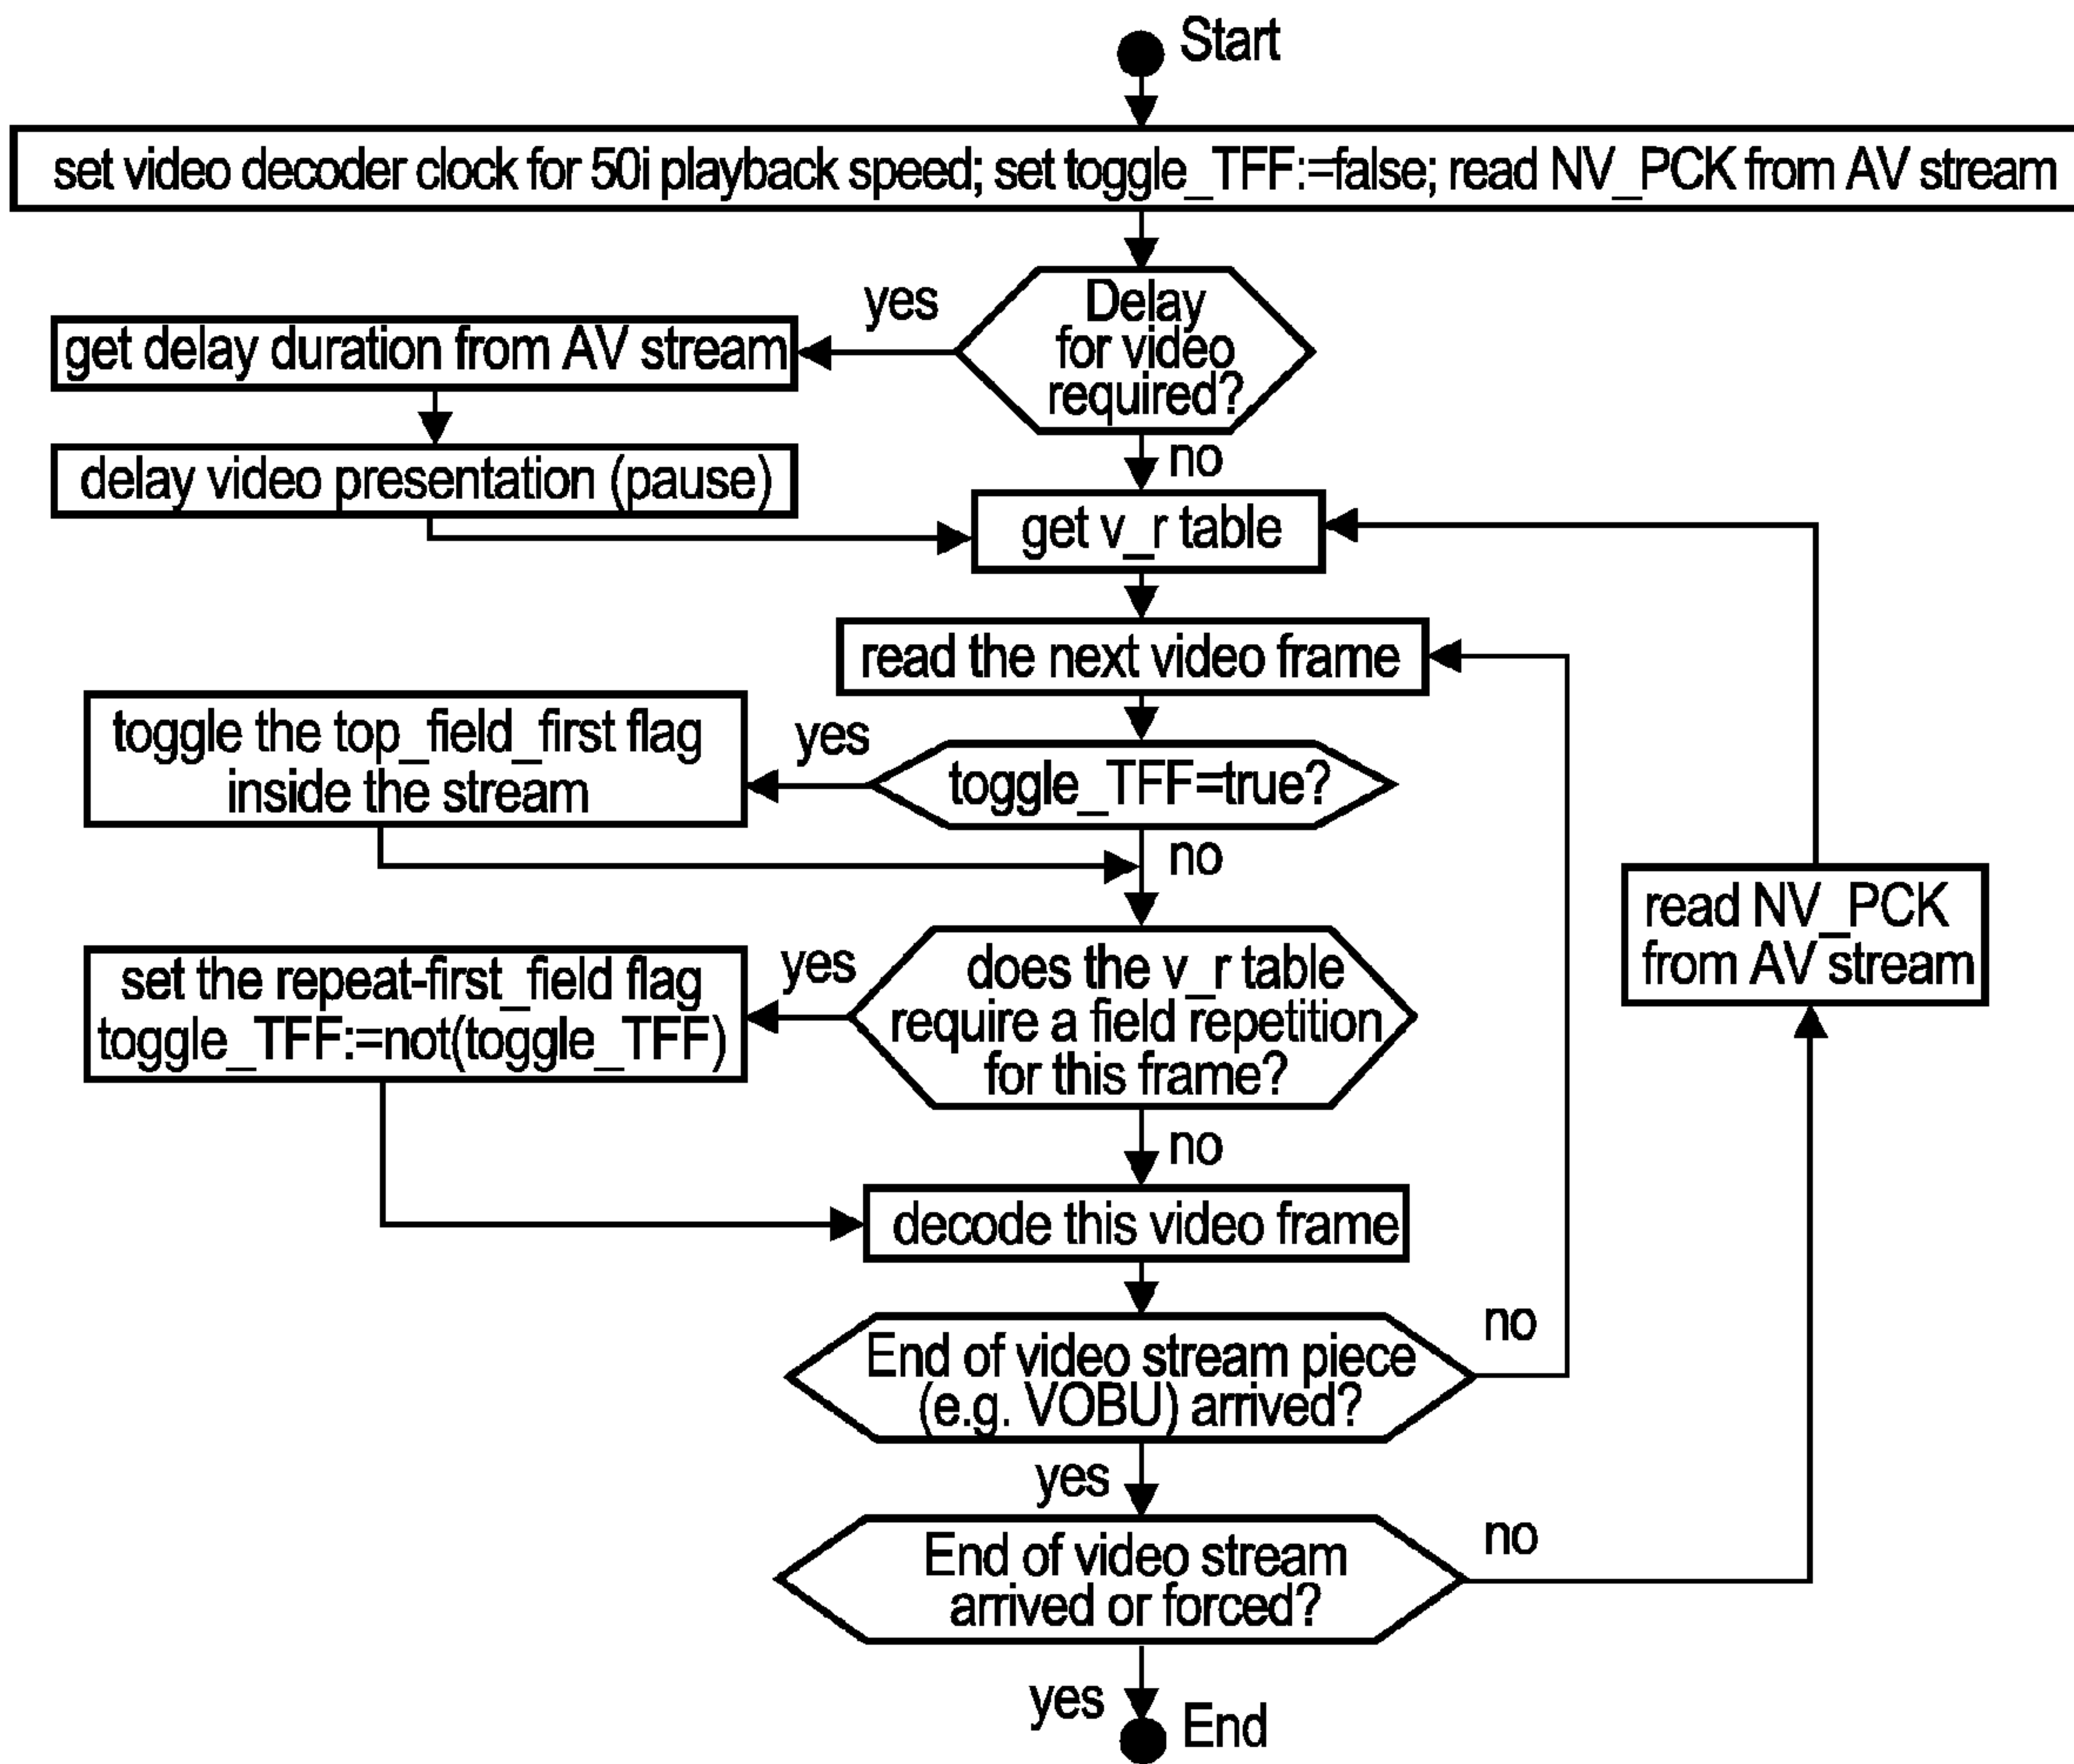 Start
set video decoder clock for 50i playback speed; set toggle_TFF:=false; read NV_PCK from AV stream
Delay
for video
required?
yes
get delay duration from AV stream
delay video presentation (pause)
no
get v_r table
read the next video frame
toggle_TFF=true?
yes
toggle the top_field_first flag
inside the stream
no
read NV_PCK
from AV stream
does the v_r table
require a field repetition
for this frame?
yes
set the repeat-first_field flag
toggle_TFF:=not(toggle_TFF)
no
decode this video frame
End of video stream piece
(e.g. VOBU) arrived?
no
yes
End of video stream
arrived or forced?
no
yes
End